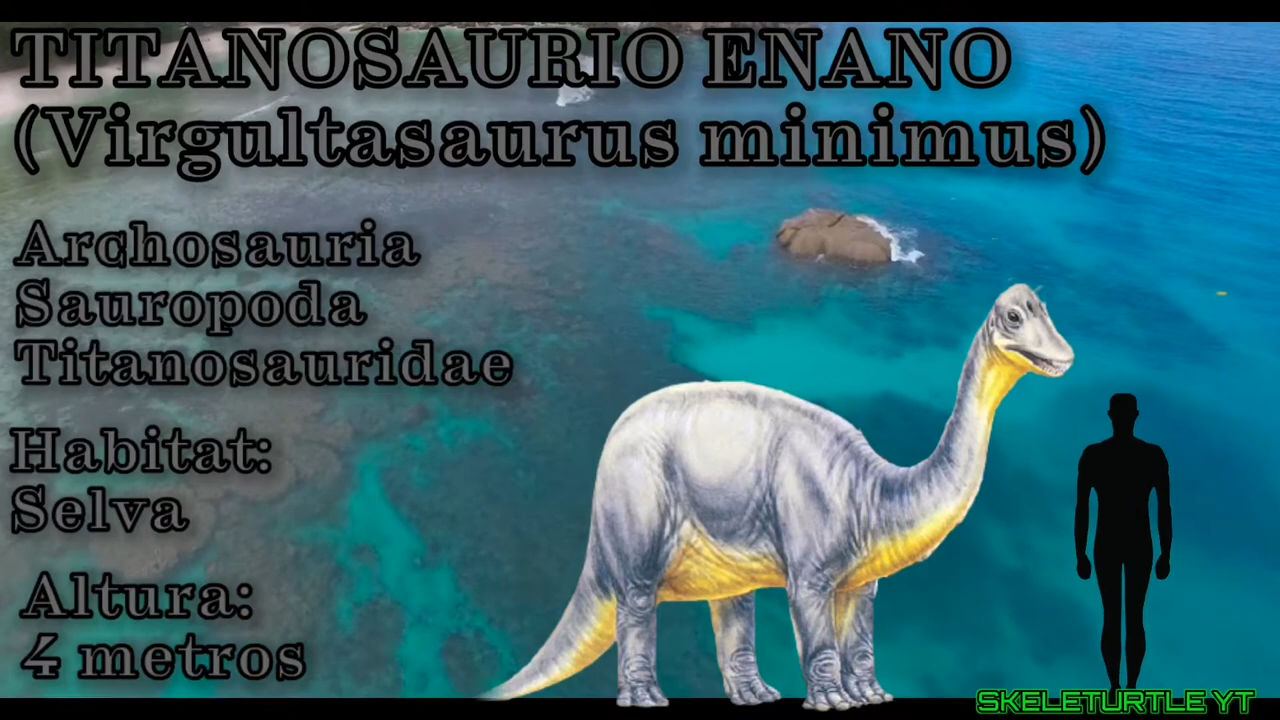 TITANOSAURIO ENANO
(Virgultasaurus minimus)
Archosauria
Sauropoda
Titanosauridae
Habitat:
Selva
Altura:
4 metros
SKELETURTLE YT